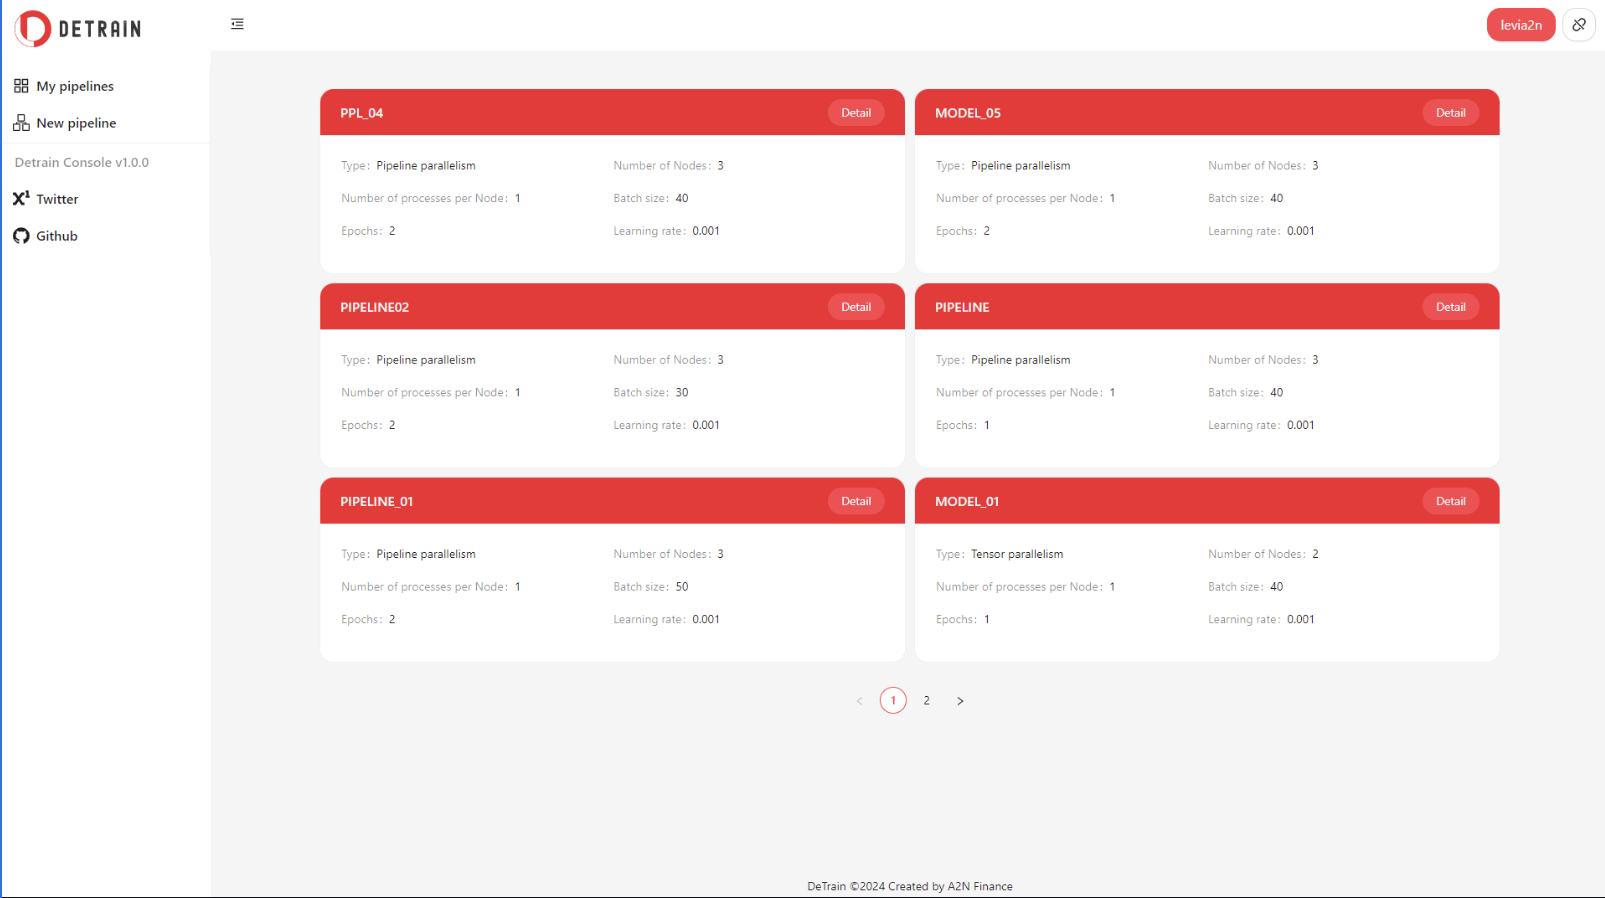 DETRAIN
levia2n
My pipelines
New pipeline
Detrain Console v1.0.0
Twitter
Github
PPL_04 Detail
Type: Pipeline parallelism Number of Nodes: 3
Number of processes per Node: 1 Batch size: 40
Epochs: 2 Learning rate: 0.001
MODEL_05 Detail
Type: Pipeline parallelism Number of Nodes: 3
Number of processes per Node: 1 Batch size: 40
Epochs: 2 Learning rate: 0.001
PIPELINE02 Detail
Type: Pipeline parallelism Number of Nodes: 3
Number of processes per Node: 1 Batch size: 30
Epochs: 2 Learning rate: 0.001
PIPELINE Detail
Type: Pipeline parallelism Number of Nodes: 3
Number of processes per Node: 1 Batch size: 40
Epochs: 1 Learning rate: 0.001
PIPELINE_01 Detail
Type: Pipeline parallelism Number of Nodes: 3
Number of processes per Node: 1 Batch size: 50
Epochs: 2 Learning rate: 0.001
MODEL_01 Detail
Type: Tensor parallelism Number of Nodes: 2
Number of processes per Node: 1 Batch size: 40
Epochs: 1 Learning rate: 0.001
< 1 2 >
DeTrain ©2024 Created by A2N Finance